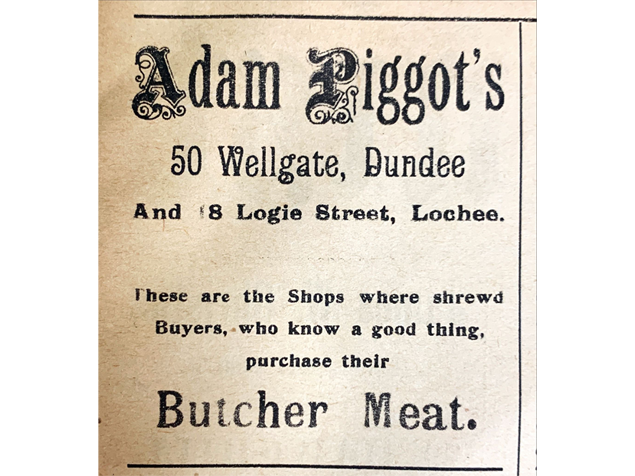 Adam Piggot's
50 Wellgate, Dundee
And 8 Logie Street, Lochee.
These are the Shops where shrewd
Buyers, who know a good thing,
purchase their
Butcher Meat.